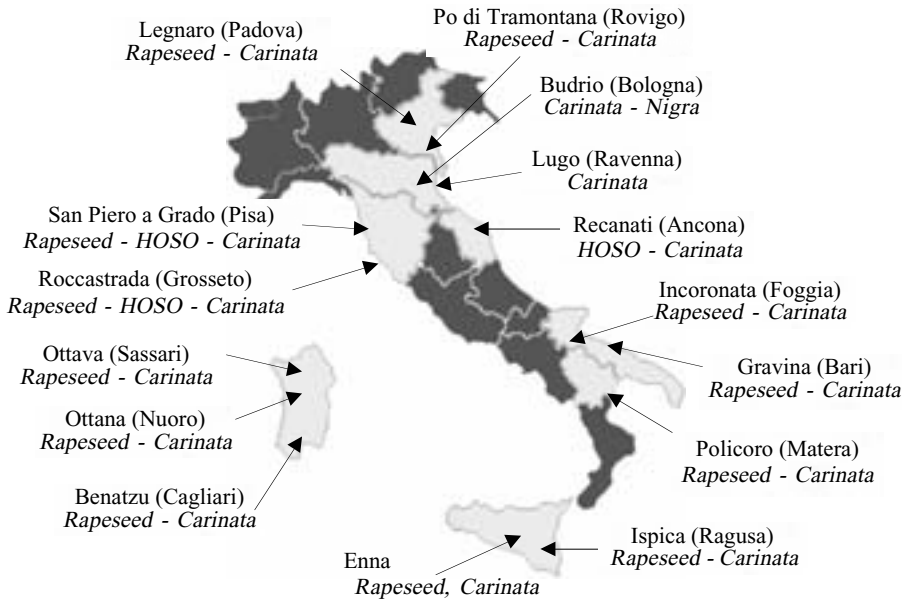 Legnaro (Padova)
Rapeseed - Carinata
Po di Tramontana (Rovigo)
Rapeseed - Carinata
Budrio (Bologna)
Carinata - Nigra
Lugo (Ravenna)
Carinata
San Piero a Grado (Pisa)
Rapeseed - HOSO - Carinata
Recanati (Ancona)
HOSO - Carinata
Roccastrada (Grosseto)
Rapeseed - HOSO - Carinata
Incoronata (Foggia)
Rapeseed - Carinata
Ottava (Sassari)
Rapeseed - Carinata
Gravina (Bari)
Rapeseed - Carinata
Ottana (Nuoro)
Rapeseed - Carinata
Policoro (Matera)
Rapeseed - Carinata
Benatzu (Cagliari)
Rapeseed - Carinata
Ispica (Ragusa)
Rapeseed - Carinata
Enna
Rapeseed, Carinata